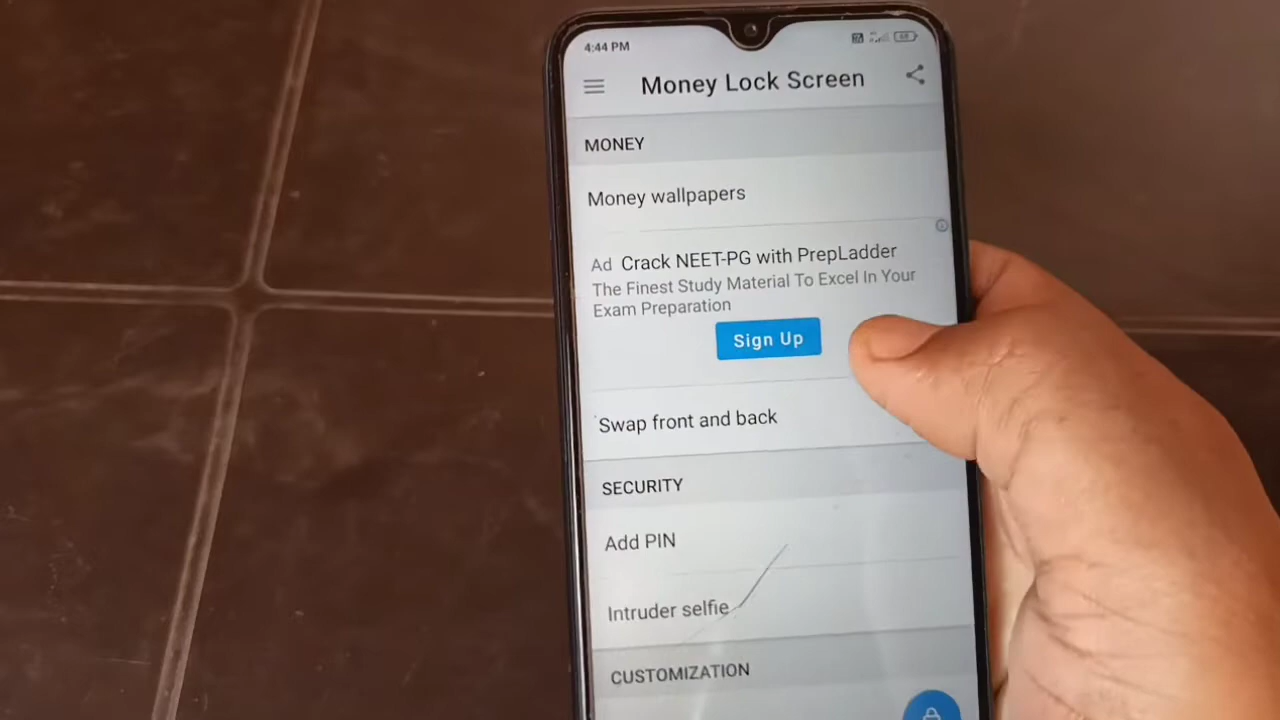 4:44 PM
68
Money Lock Screen
MONEY
Money wallpapers
Ad Crack NEET-PG with PrepLadder
The Finest Study Material To Excel In Your
Exam Preparation
Sign Up
Swap front and back
SECURITY
Add PIN
Intruder selfie
CUSTOMIZATION